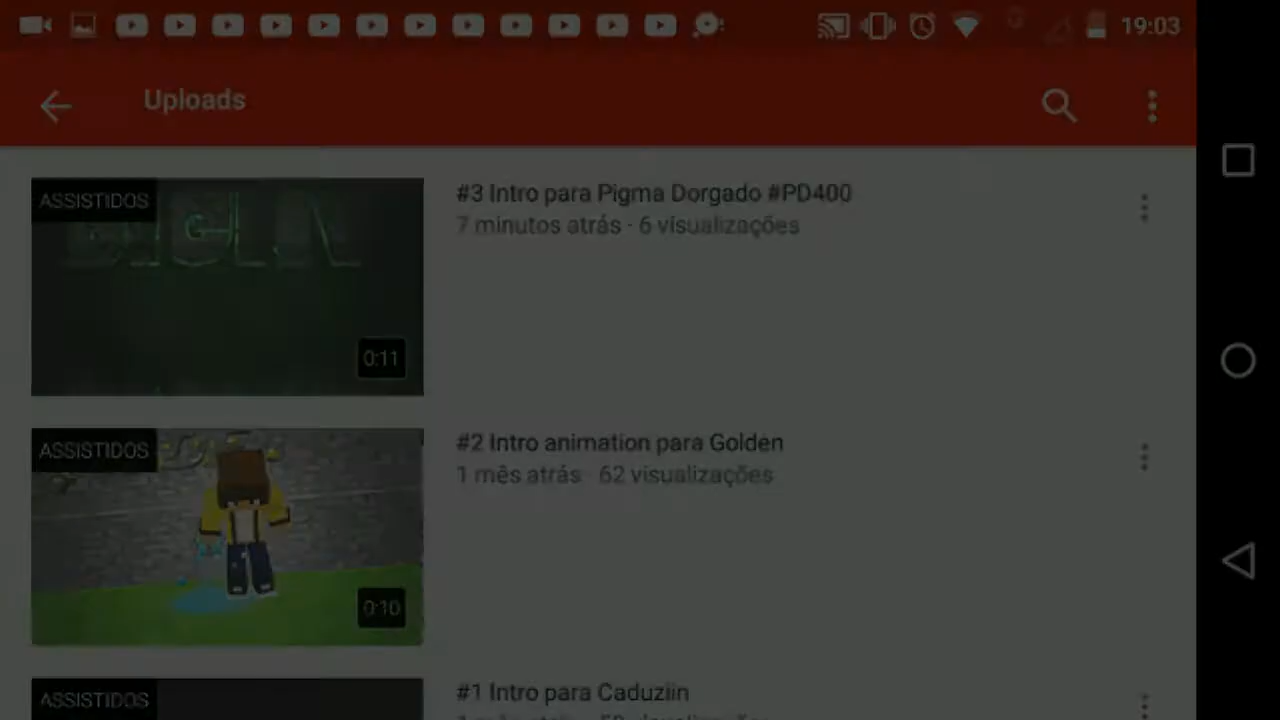 19:03
Uploads
ASSISTIDOS
0:11
#3 Intro para Pigma Dorgado #PD400
7 minutos atrás · 6 visualizações
ASSISTIDOS
0:10
#2 Intro animation para Golden
1 mês atrás · 62 visualizações
ASSISTIDOS
#1 Intro para Caduziin